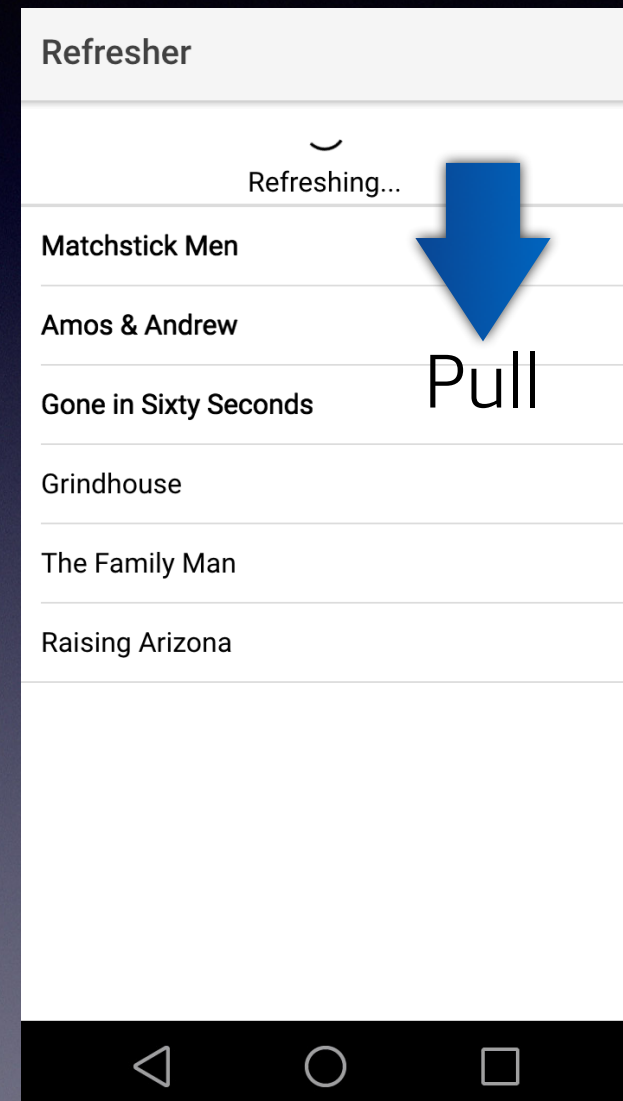 Refresher
Refreshing...
Matchstick Men
Amos & Andrew
Pull
Gone in Sixty Seconds
Grindhouse
The Family Man
Raising Arizona